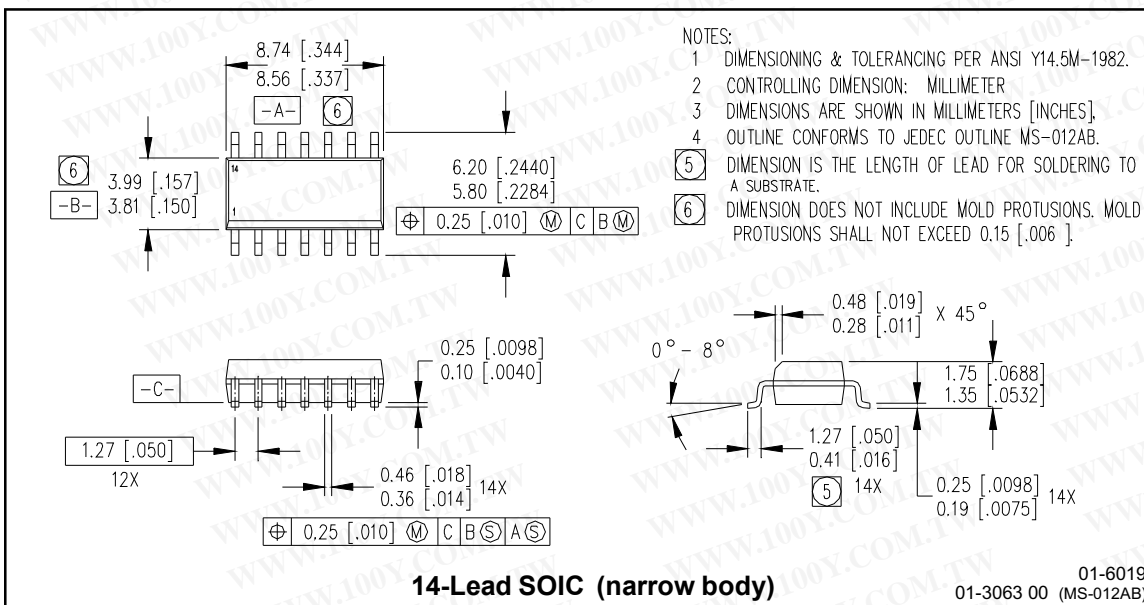 8.74 [.344]
8.56 [.337]
-A- 6
14
1
6
3.99 [.157]
3.81 [.150]
-B-
6.20 [.2440]
5.80 [.2284]
⌖ 0.25 [.010] Ⓜ C B Ⓜ
NOTES:
1 DIMENSIONING & TOLERANCING PER ANSI Y14.5M-1982.
2 CONTROLLING DIMENSION: MILLIMETER
3 DIMENSIONS ARE SHOWN IN MILLIMETERS [INCHES].
4 OUTLINE CONFORMS TO JEDEC OUTLINE MS-012AB.
5 DIMENSION IS THE LENGTH OF LEAD FOR SOLDERING TO
A SUBSTRATE.
6 DIMENSION DOES NOT INCLUDE MOLD PROTUSIONS. MOLD
PROTUSIONS SHALL NOT EXCEED 0.15 [.006 ].
-C-
0.25 [.0098]
0.10 [.0040]
1.27 [.050]
12X
0.46 [.018]
0.36 [.014] 14X
⌖ 0.25 [.010] Ⓜ C B Ⓢ A Ⓢ
0.48 [.019]
0.28 [.011] X 45°
0° - 8°
1.75 [.0688]
1.35 [.0532]
1.27 [.050]
0.41 [.016]
5 14X
0.25 [.0098]
0.19 [.0075] 14X
14-Lead SOIC (narrow body)
01-6019
01-3063 00 (MS-012AB
WWW.100Y.COM.TW